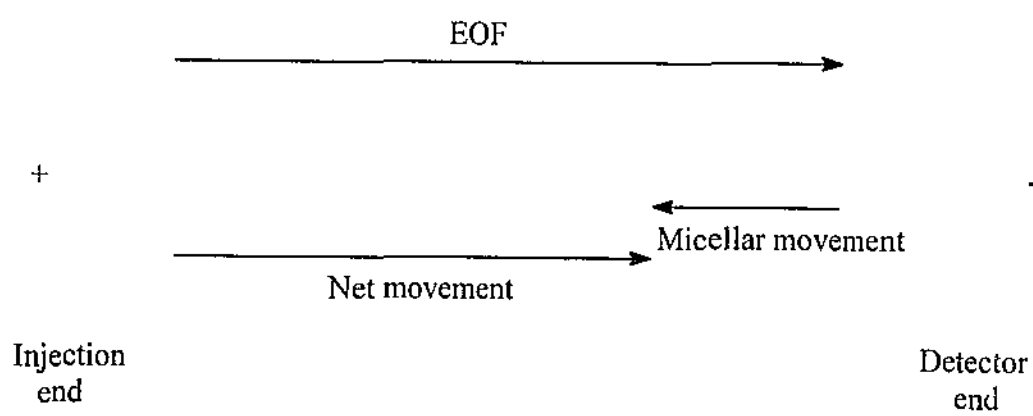 EOF
+
-
Micellar movement
Net movement
Injection
end
Detector
end